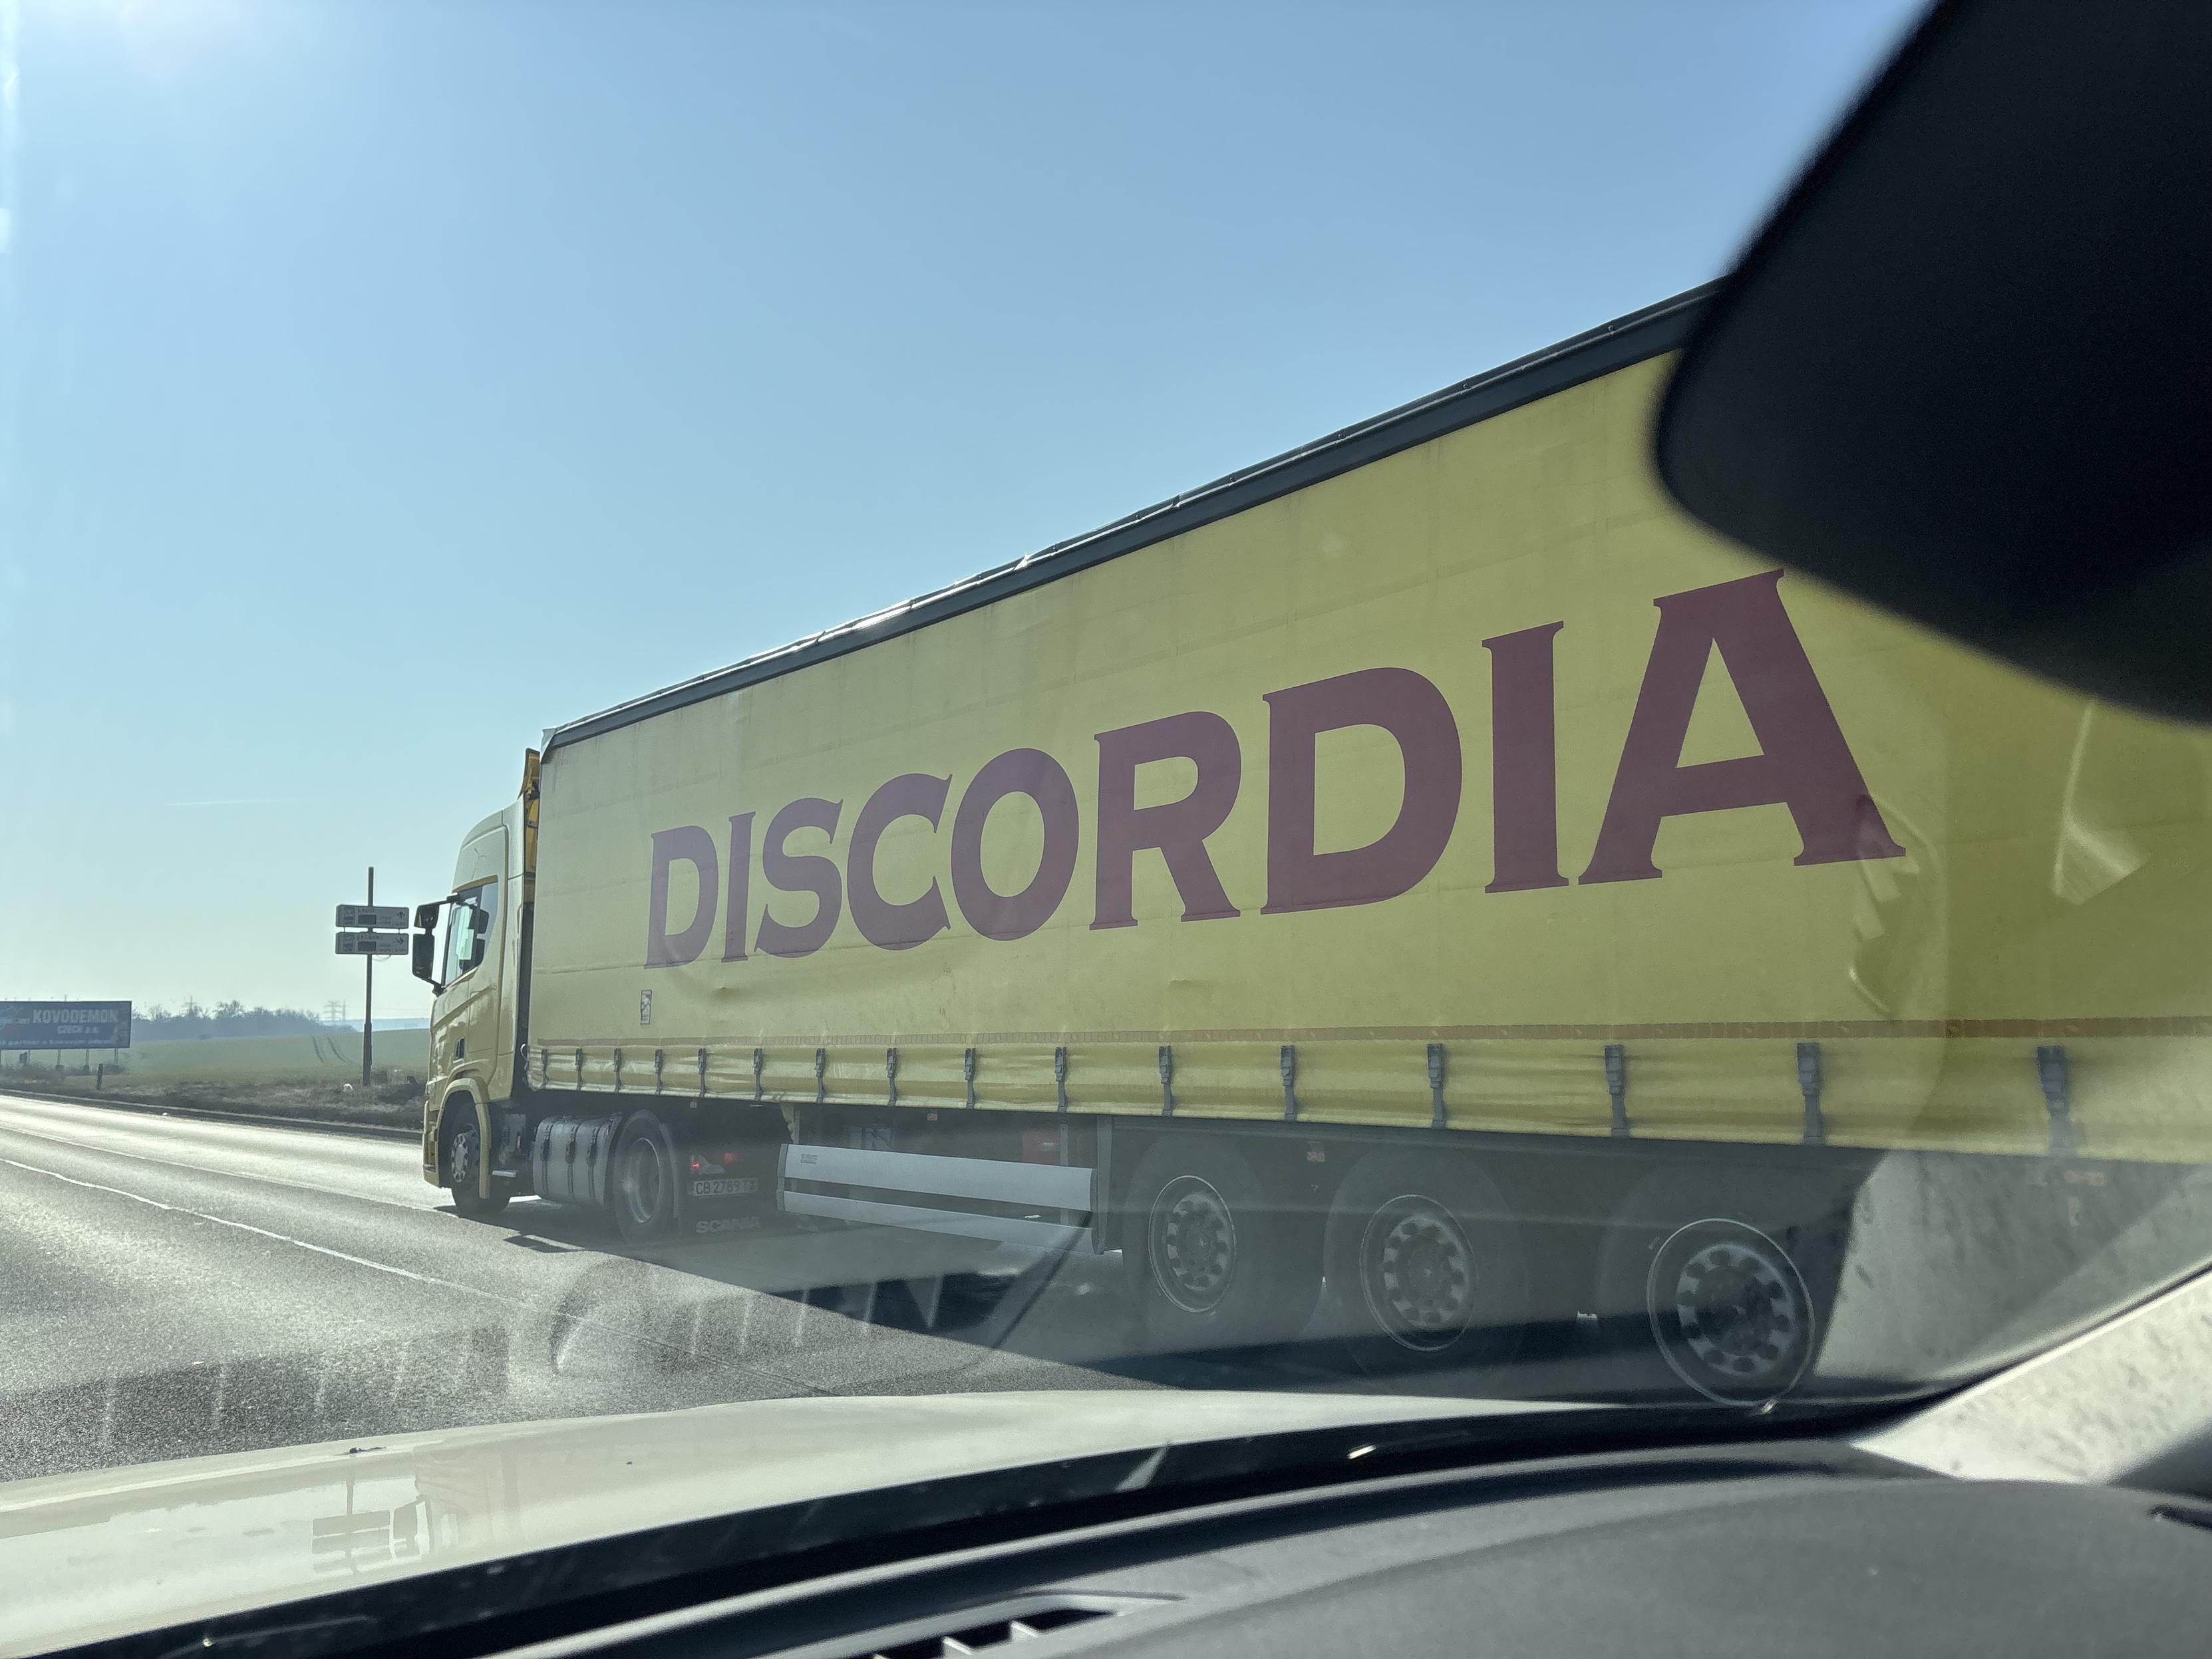 DISCORDIA
KOVODEMON
CZECH a.s.
SCANIA